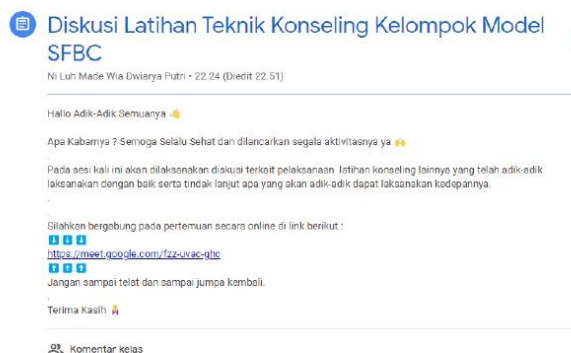 Diskusi Latihan Teknik Konseling Kelompok Model
SFBC
Ni Luh Made Wia Dwiarya Putri • 22.24 (Diedit 22.51)
Hallo Adik-Adik Semuanya 👋
Apa Kabarnya ? Semoga Selalu Sehat dan dilancarkan segala aktivitasnya ya 🙌
.
Pada sesi kali ini akan dilaksanakan diskusi terkait pelaksanaan latihan konseling lainnya yang telah adik-adik
laksanakan dengan baik serta tindak lanjut apa yang akan adik-adik dapat laksanakan kedepannya.
.
.
Silahkan bergabung pada pertemuan secara online di link berikut :
⬇️⬇️⬇️
https://meet.google.com/fzz-uvac-ghc
⬆️⬆️⬆️
Jangan sampai telat dan sampai jumpa kembali.
.
Terima Kasih 🙏
Komentar kelas